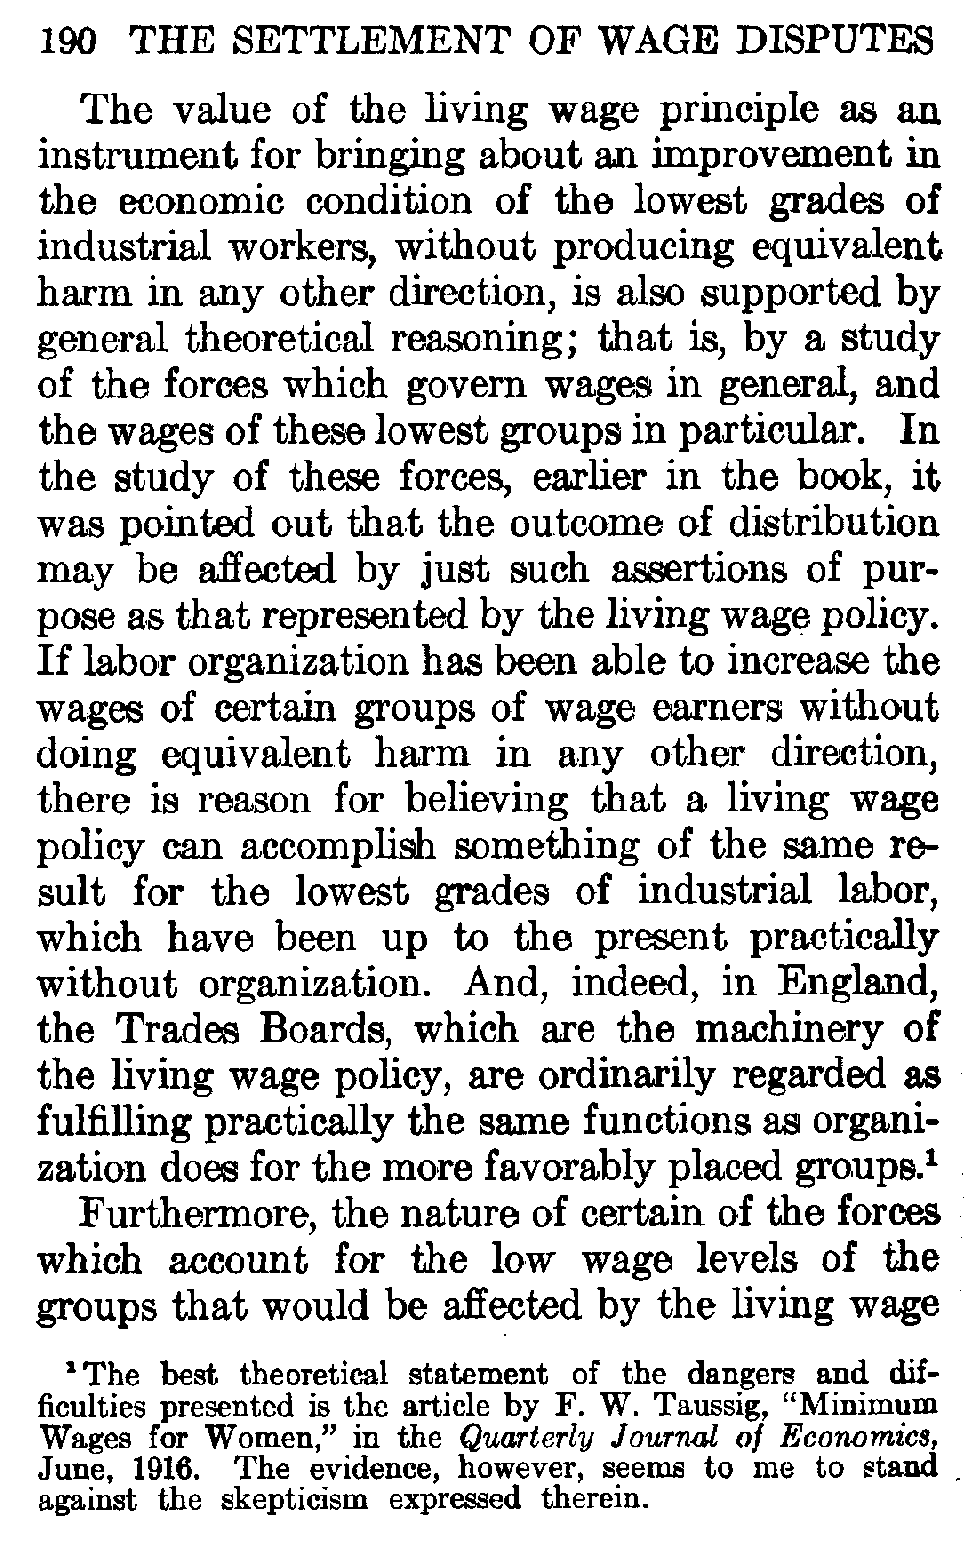 190 THE SETTLEMENT OF WAGE DISPUTES
The value of the living wage principle as an
instrument for bringing about an improvement in
the economic condition of the lowest grades of
industrial workers, without producing equivalent
harm in any other direction, is also supported by
general theoretical reasoning; that is, by a study
of the forces which govern wages in general, and
the wages of these lowest groups in particular. In
the study of these forces, earlier in the book, it
was pointed out that the outcome of distribution
may be affected by just such assertions of pur-
pose as that represented by the living wage policy.
If labor organization has been able to increase the
wages of certain groups of wage earners without
doing equivalent harm in any other direction,
there is reason for believing that a living wage
policy can accomplish something of the same re-
sult for the lowest grades of industrial labor,
which have been up to the present practically
without organization. And, indeed, in England,
the Trades Boards, which are the machinery of
the living wage policy, are ordinarily regarded as
fulfilling practically the same functions as organi-
zation does for the more favorably placed groups.¹
Furthermore, the nature of certain of the forces
which account for the low wage levels of the
groups that would be affected by the living wage
¹ The best theoretical statement of the dangers and dif-
ficulties presented is the article by F. W. Taussig, "Minimum
Wages for Women," in the Quarterly Journal of Economics,
June, 1916. The evidence, however, seems to me to stand
against the skepticism expressed therein.